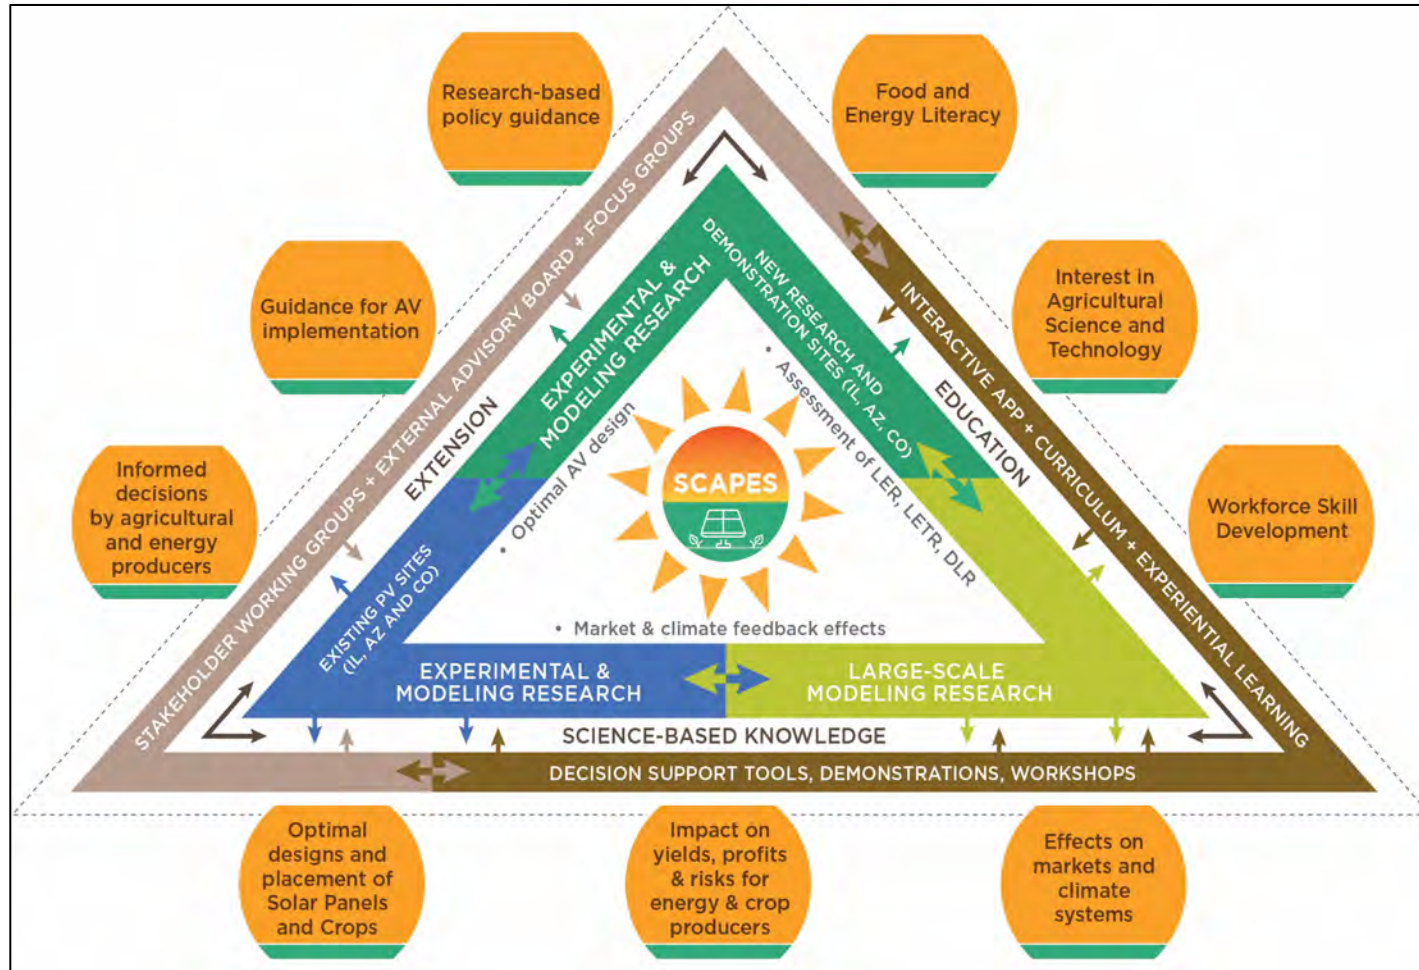 Research-based
policy guidance
Food and
Energy Literacy
Guidance for AV
implementation
Interest in
Agricultural
Science and
Technology
Informed
decisions
by agricultural
and energy
producers
Workforce Skill
Development
STAKEHOLDER WORKING GROUPS + EXTERNAL ADVISORY BOARD + FOCUS GROUPS
INTERACTIVE APP + CURRICULUM + EXPERIENTIAL LEARNING
EXTENSION
EDUCATION
EXPERIMENTAL &
MODELING RESEARCH
NEW RESEARCH AND
DEMONSTRATION SITES (IL, AZ, CO)
• Optimal AV design
• Assessment of LER, LETR, DLR
SCAPES
EXISTING PV SITES
(IL, AZ AND CO)
• Market & climate feedback effects
EXPERIMENTAL &
MODELING RESEARCH
LARGE-SCALE
MODELING RESEARCH
SCIENCE-BASED KNOWLEDGE
DECISION SUPPORT TOOLS, DEMONSTRATIONS, WORKSHOPS
Optimal
designs and
placement of
Solar Panels
and Crops
Impact on
yields, profits
& risks for
energy & crop
producers
Effects on
markets and
climate
systems